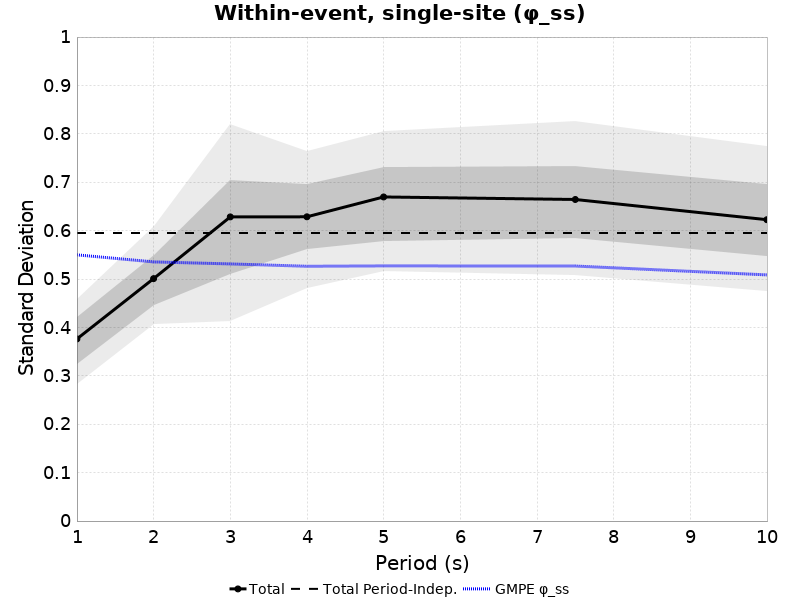 Within-event, single-site (φ_ss)
1
0.9
0.8
0.7
0.6
0.5
0.4
0.3
0.2
0.1
0
Standard Deviation
1 2 3 4 5 6 7 8 9 10
Period (s)
Total Total Period-Indep. GMPE φ_ss